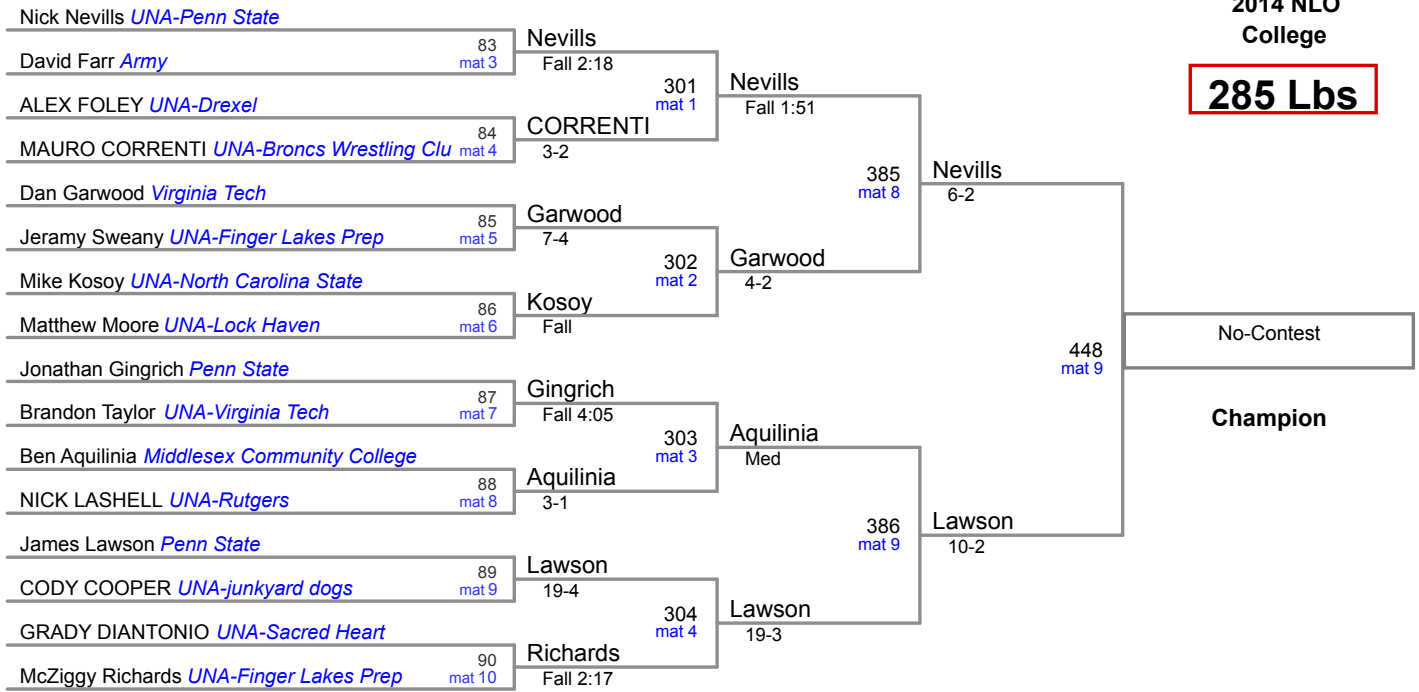 2014 NLO
College
285 Lbs
Nick Nevills UNA-Penn State
83
mat 3
David Farr Army
ALEX FOLEY UNA-Drexel
84
mat 4
MAURO CORRENTI UNA-Broncs Wrestling Clu
Dan Garwood Virginia Tech
85
mat 5
Jeramy Sweany UNA-Finger Lakes Prep
Mike Kosoy UNA-North Carolina State
86
mat 6
Matthew Moore UNA-Lock Haven
Jonathan Gingrich Penn State
87
mat 7
Brandon Taylor UNA-Virginia Tech
Ben Aquilinia Middlesex Community College
88
mat 8
NICK LASHELL UNA-Rutgers
James Lawson Penn State
89
mat 9
CODY COOPER UNA-junkyard dogs
GRADY DIANTONIO UNA-Sacred Heart
90
mat 10
McZiggy Richards UNA-Finger Lakes Prep
Nevills
Fall 2:18
301
mat 1
CORRENTI
3-2
Garwood
7-4
302
mat 2
Kosoy
Fall
Gingrich
Fall 4:05
303
mat 3
Aquilinia
3-1
Lawson
19-4
304
mat 4
Richards
Fall 2:17
Nevills
Fall 1:51
385
mat 8
Garwood
4-2
Aquilinia
Med
386
mat 9
Lawson
19-3
Nevills
6-2
448
mat 9
Lawson
10-2
No-Contest
Champion